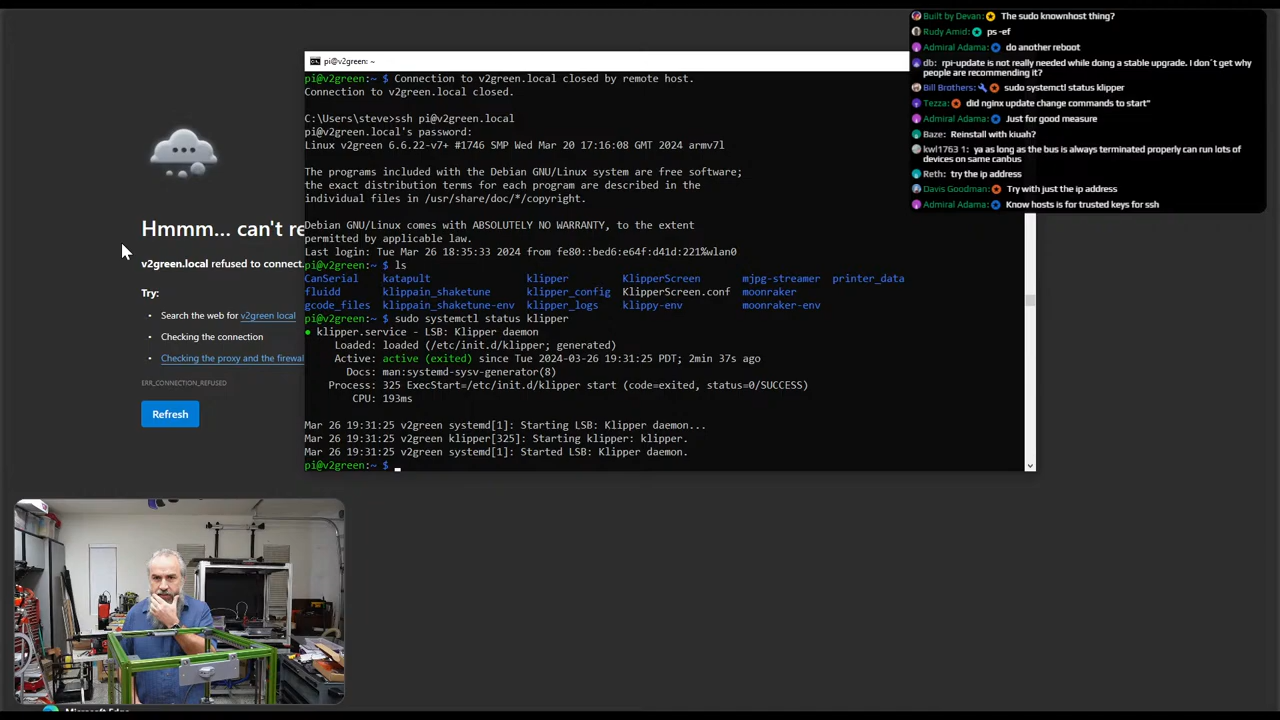 Built by Devan: The sudo knownhost thing?
Rudy Amid: ps -ef
Admiral Adama: do another reboot
db: rpi-update is not really needed while doing a stable upgrade. I don´t get why
people are recommending it?
Bill Brothers: sudo systemctl status klipper
Tezza: did nginx update change commands to start"
Admiral Adama: Just for good measure
Baze: Reinstall with kiuah?
kwl1763 1: ya as long as the bus is always terminated properly can run lots of
devices on same canbus
Reth: try the ip address
Davis Goodman: Try with just the ip address
Admiral Adama: Know hosts is for trusted keys for ssh
pi@v2green: ~
pi@v2green:~ $ Connection to v2green.local closed by remote host.
Connection to v2green.local closed.
C:\Users\steve>ssh pi@v2green.local
pi@v2green.local's password:
Linux v2green 6.6.22-v7+ #1746 SMP Wed Mar 20 17:16:08 GMT 2024 armv7l
The programs included with the Debian GNU/Linux system are free software;
the exact distribution terms for each program are described in the
individual files in /usr/share/doc/*/copyright.
Debian GNU/Linux comes with ABSOLUTELY NO WARRANTY, to the extent
permitted by applicable law.
Last login: Tue Mar 26 18:35:33 2024 from fe80::bed6:e64f:d41d:221%wlan0
pi@v2green:~ $ ls
CanSerial katapult klipper KlipperScreen mjpg-streamer printer_data
fluidd klippain_shaketune klipper_config KlipperScreen.conf moonraker
gcode_files klippain_shaketune-env klipper_logs klippy-env moonraker-env
pi@v2green:~ $ sudo systemctl status klipper
● klipper.service - LSB: Klipper daemon
Loaded: loaded (/etc/init.d/klipper; generated)
Active: active (exited) since Tue 2024-03-26 19:31:25 PDT; 2min 37s ago
Docs: man:systemd-sysv-generator(8)
Process: 325 ExecStart=/etc/init.d/klipper start (code=exited, status=0/SUCCESS)
CPU: 193ms
Mar 26 19:31:25 v2green systemd[1]: Starting LSB: Klipper daemon...
Mar 26 19:31:25 v2green klipper[325]: Starting klipper: klipper.
Mar 26 19:31:25 v2green systemd[1]: Started LSB: Klipper daemon.
pi@v2green:~ $
Hmmm... can't re
v2green.local refused to connect.
Try:
• Search the web for v2green local
• Checking the connection
• Checking the proxy and the firewal
ERR_CONNECTION_REFUSED
Refresh
Microsoft Edge